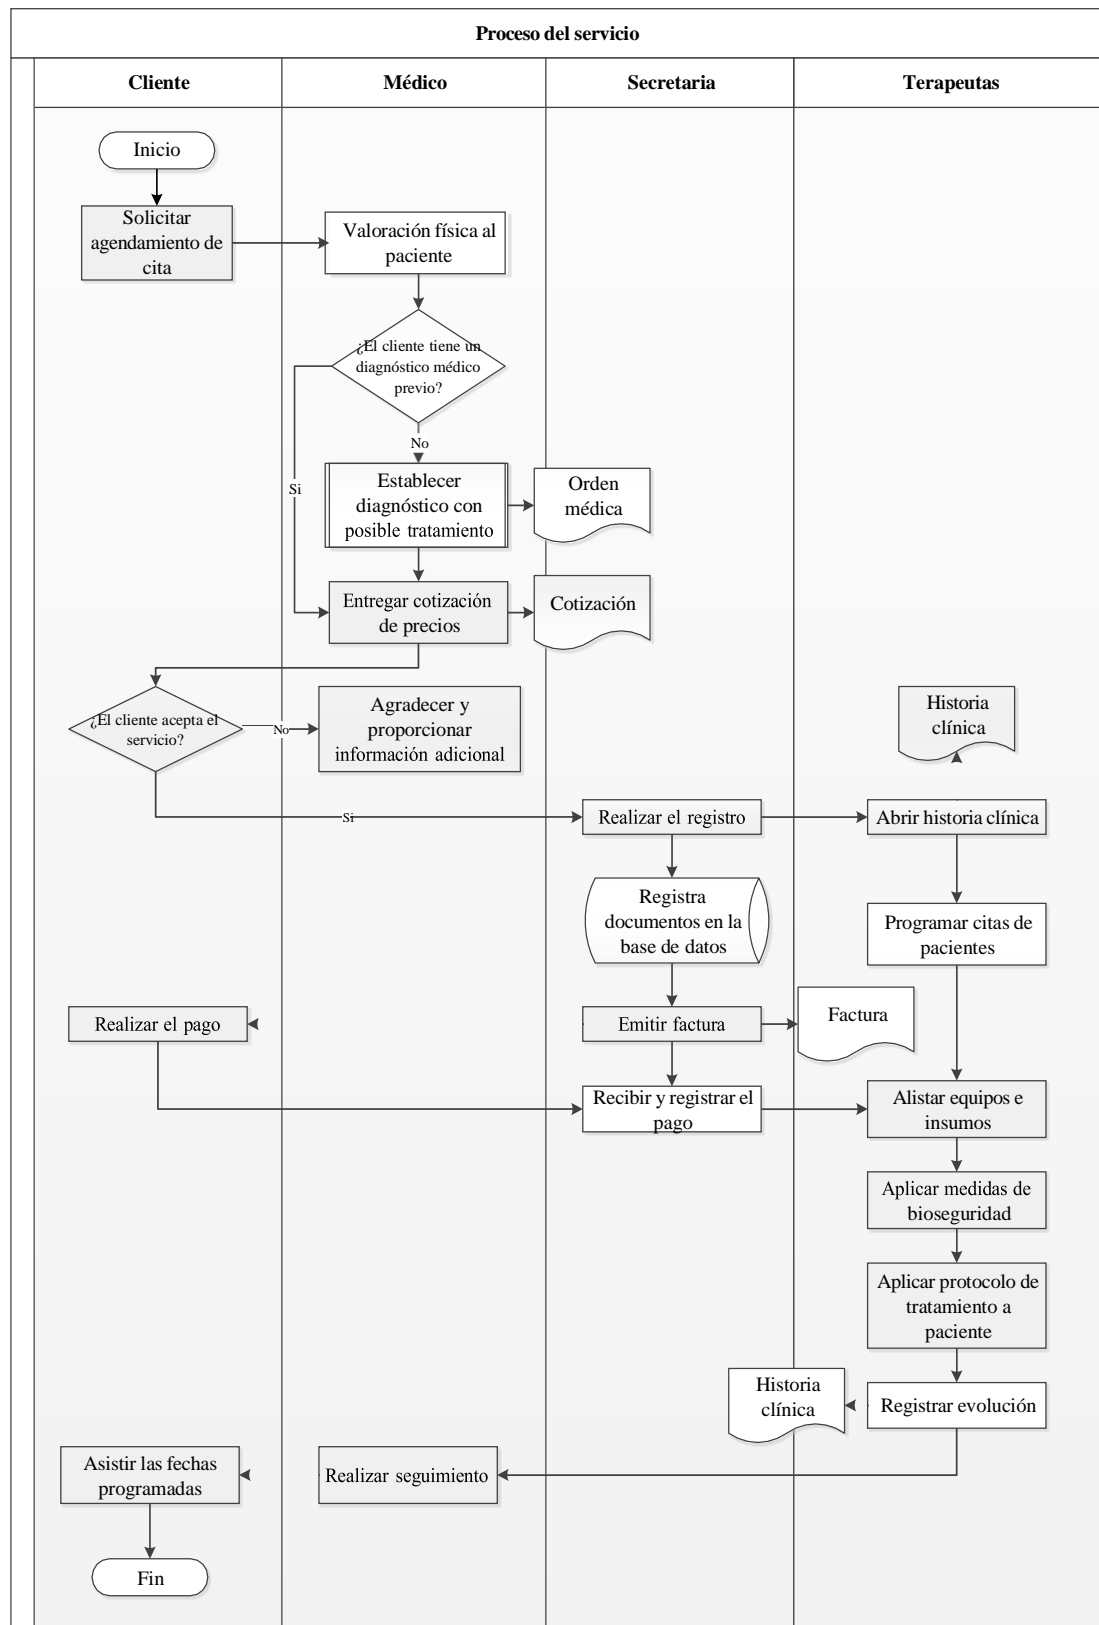 Proceso del servicio
Cliente
Médico
Secretaria
Terapeutas
Inicio
Solicitar
agendamiento de
cita
Valoración física al
paciente
¿El cliente tiene un
diagnóstico médico
previo?
No
Si
Establecer
diagnóstico con
posible tratamiento
Orden
médica
Entregar cotización
de precios
Cotización
¿El cliente acepta el
servicio?
No
Agradecer y
proporcionar
información adicional
Historia
clínica
Si
Realizar el registro
Abrir historia clínica
Registra
documentos en la
base de datos
Programar citas de
pacientes
Realizar el pago
Emitir factura
Factura
Recibir y registrar el
pago
Alistar equipos e
insumos
Aplicar medidas de
bioseguridad
Aplicar protocolo de
tratamiento a
paciente
Historia
clínica
Registrar evolución
Asistir las fechas
programadas
Realizar seguimiento
Fin